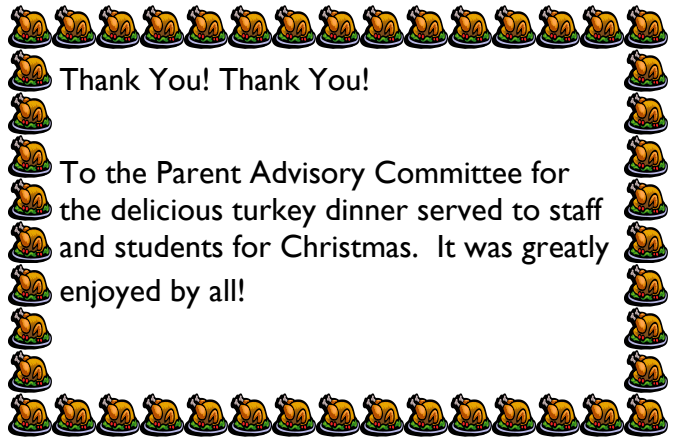 Thank You! Thank You!
To the Parent Advisory Committee for
the delicious turkey dinner served to staff
and students for Christmas.  It was greatly
enjoyed by all!